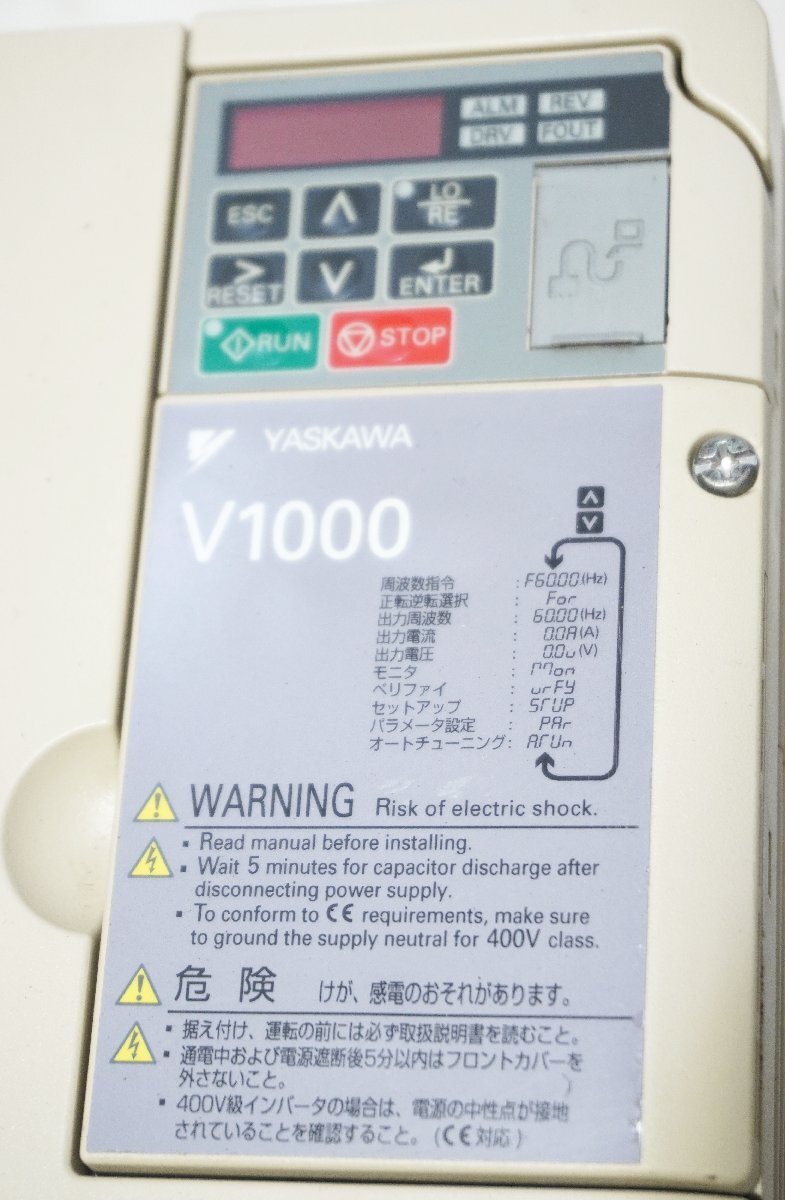 ALM REV
DRV FOUT
ESC LO
RE
RESET ENTER
RUN STOP
YASKAWA
V1000
周波数指令 : F60.00(Hz)
正転逆転選択 : For
出力周波数 : 60.00(Hz)
出力電流 : 0.0A(A)
出力電圧 : 0.0u(V)
モニタ : Mon
ベリファイ : urFY
セットアップ : STUP
パラメータ設定 : PAr
オートチューニング : ATUn
WARNING Risk of electric shock.
▪ Read manual before installing.
▪ Wait 5 minutes for capacitor discharge after
disconnecting power supply.
▪ To conform to CE requirements, make sure
to ground the supply neutral for 400V class.
危険 けが、感電のおそれがあります。
▪ 据え付け、運転の前には必ず取扱説明書を読むこと。
▪ 通電中および電源遮断後5分以内はフロントカバーを
外さないこと。
▪ 400V級インバータの場合は、電源の中性点が接地
されていることを確認すること。(CE対応)